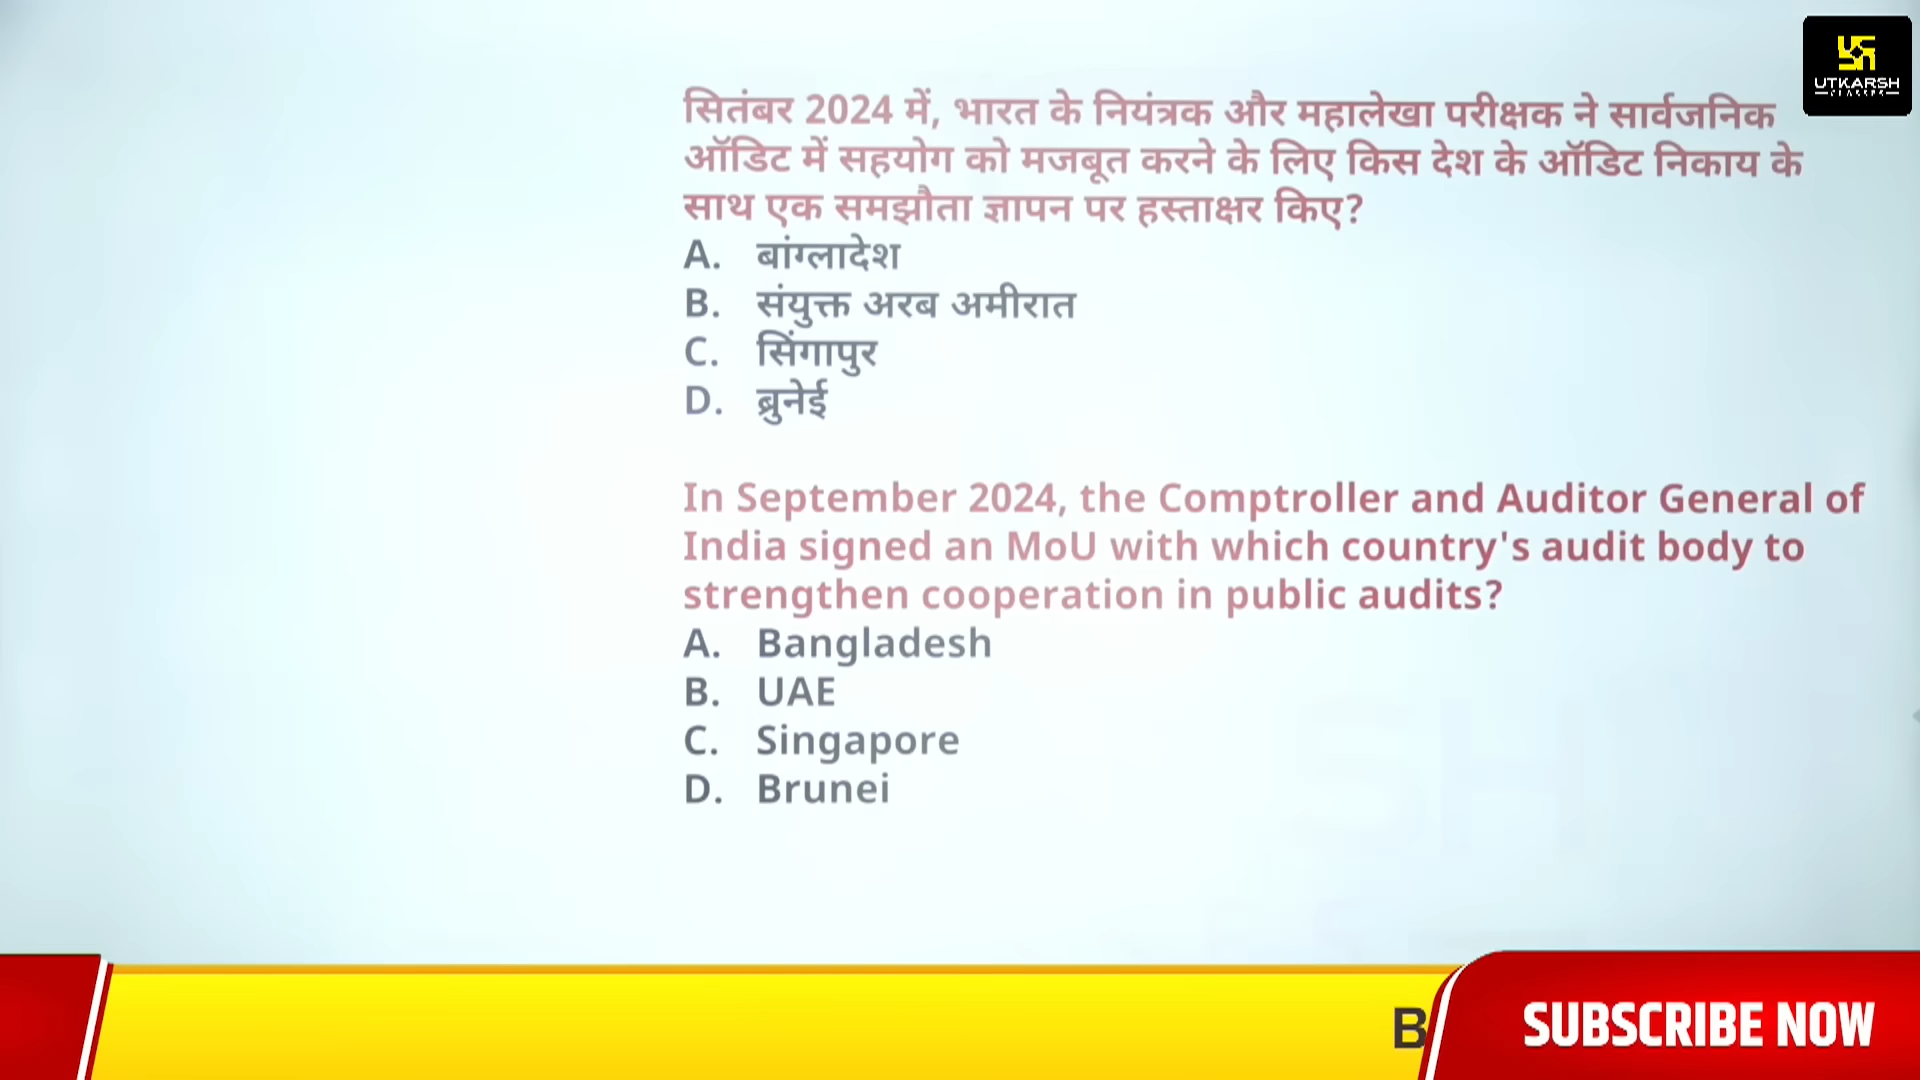 UTKARSH
CLASSES
सितंबर 2024 में, भारत के नियंत्रक और महालेखा परीक्षक ने सार्वजनिक
ऑडिट में सहयोग को मजबूत करने के लिए किस देश के ऑडिट निकाय के
साथ एक समझौता ज्ञापन पर हस्ताक्षर किए?
A. बांग्लादेश
B. संयुक्त अरब अमीरात
C. सिंगापुर
D. ब्रुनेई
In September 2024, the Comptroller and Auditor General of
India signed an MoU with which country's audit body to
strengthen cooperation in public audits?
A. Bangladesh
B. UAE
C. Singapore
D. Brunei
B
SUBSCRIBE NOW